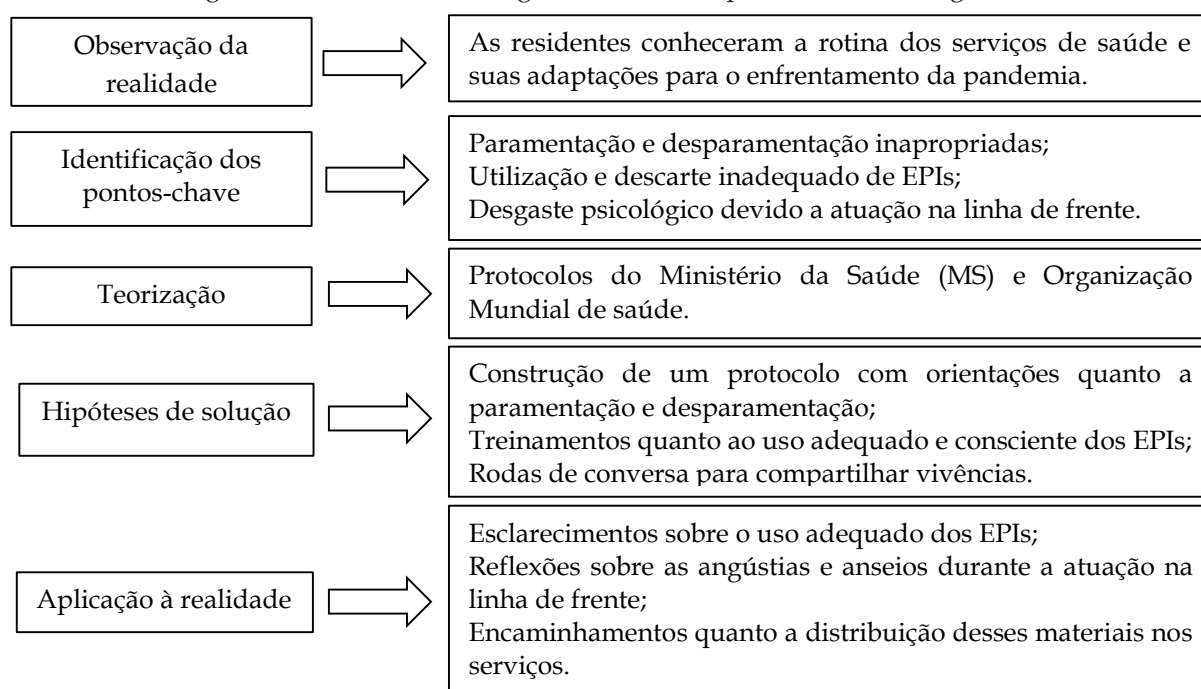 Observação da
realidade
As residentes conheceram a rotina dos serviços de saúde e
suas adaptações para o enfrentamento da pandemia.
Identificação dos
pontos-chave
Paramentação e desparamentação inapropriadas;
Utilização e descarte inadequado de EPIs;
Desgaste psicológico devido a atuação na linha de frente.
Teorização
Protocolos do Ministério da Saúde (MS) e Organização
Mundial de saúde.
Hipóteses de solução
Construção de um protocolo com orientações quanto a
paramentação e desparamentação;
Treinamentos quanto ao uso adequado e consciente dos EPIs;
Rodas de conversa para compartilhar vivências.
Aplicação à realidade
Esclarecimentos sobre o uso adequado dos EPIs;
Reflexões sobre as angústias e anseios durante a atuação na
linha de frente;
Encaminhamentos quanto a distribuição desses materiais nos
serviços.